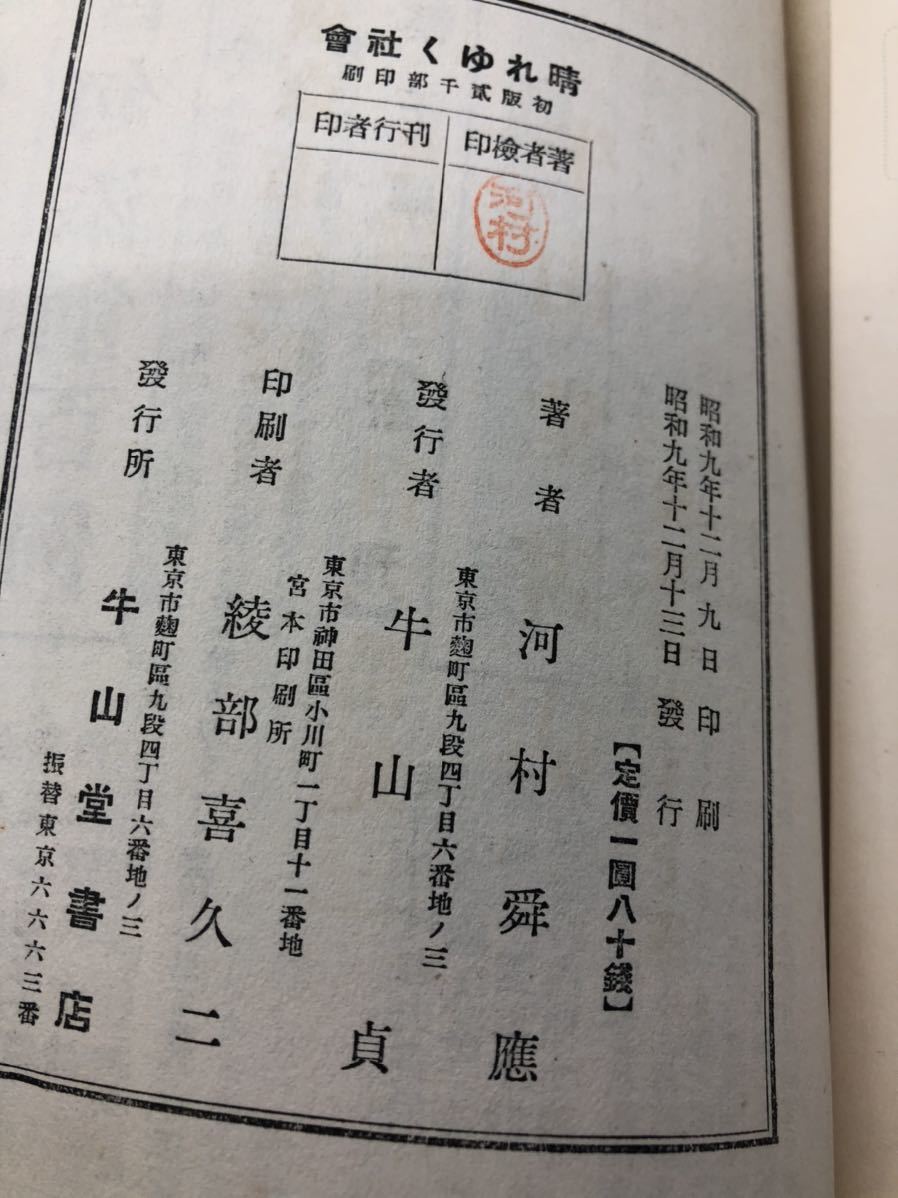 晴れゆく社會
初版貳千部印刷
著者檢印
刊行者印
河村
昭和九年十二月九日印刷
昭和九年十二月十三日發行
【定價一圓八十錢】
著者 河村舜應
東京市麴町區九段四丁目六番地ノ三
發行者 牛山貞
東京市神田區小川町一丁目十一番地
宮本印刷所
印刷者 綾部喜久二
東京市麴町區九段四丁目六番地ノ三
發行所 牛山堂書店
振替東京六六六三番